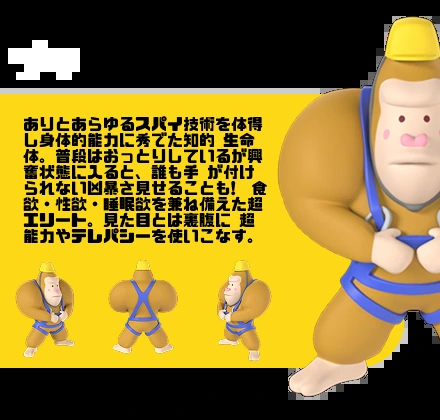 ありとあらゆるスパイ技術を体得
し身体的能力に秀でた知的 生命
体。普段はおっとりしているが興
奮状態に入ると、誰も手 が付け
られない凶暴さ見せることも! 食
欲・性欲・睡眠欲を兼ね備えた超
エリート。見た目とは裏腹に 超
能力やテレパシーを使いこなす。